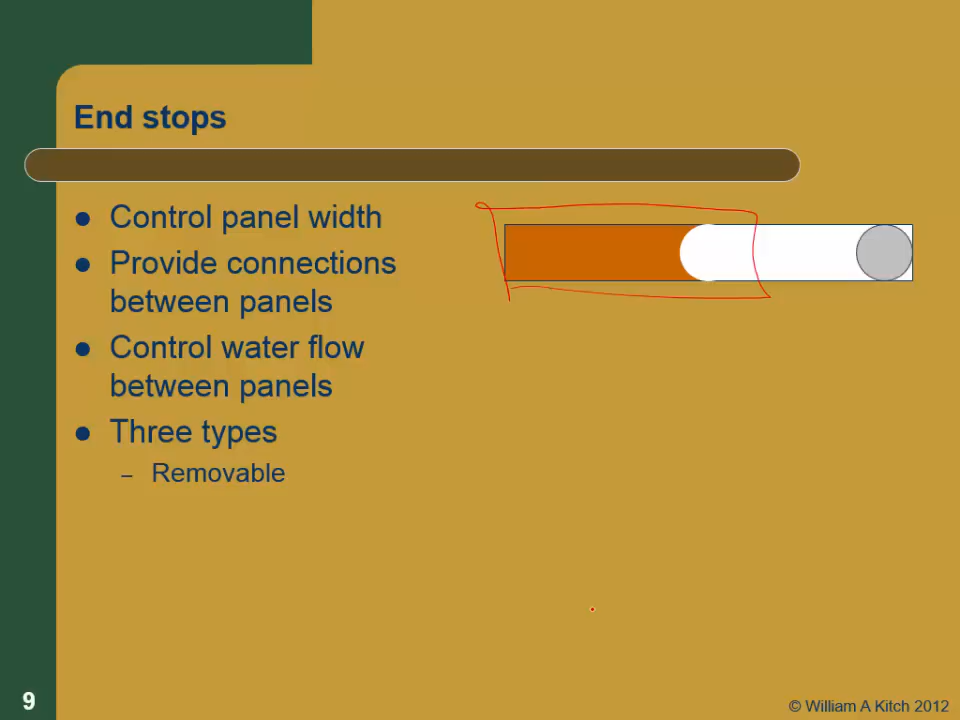 End stops
● Control panel width
● Provide connections
between panels
● Control water flow
between panels
● Three types
– Removable
9
© William A Kitch 2012